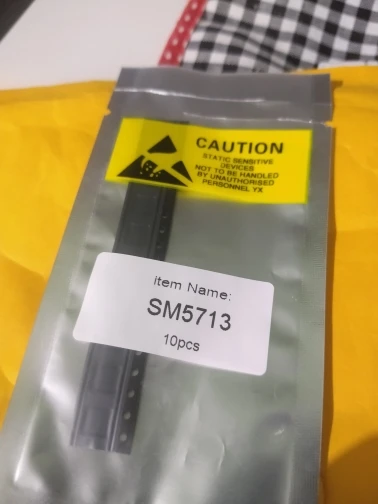 CAUTION
STATIC SENSITIVE
DEVICES
NOT TO BE HANDLED
BY UNAUTHORISED
PERSONNEL YX
Item Name:
SM5713
10pcs